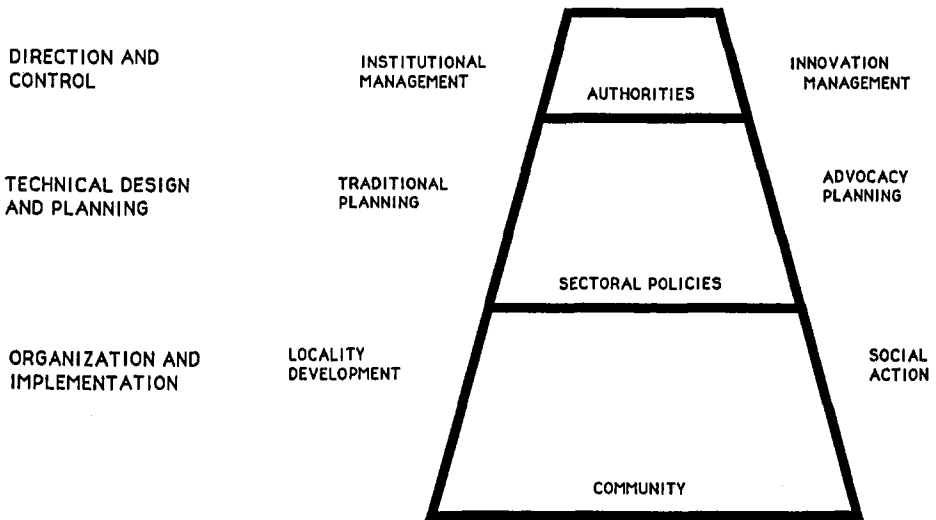 DIRECTION AND
CONTROL
INSTITUTIONAL
MANAGEMENT
AUTHORITIES
INNOVATION
MANAGEMENT
TECHNICAL DESIGN
AND PLANNING
TRADITIONAL
PLANNING
ADVOCACY
PLANNING
SECTORAL POLICIES
ORGANIZATION AND
IMPLEMENTATION
LOCALITY
DEVELOPMENT
SOCIAL
ACTION
COMMUNITY